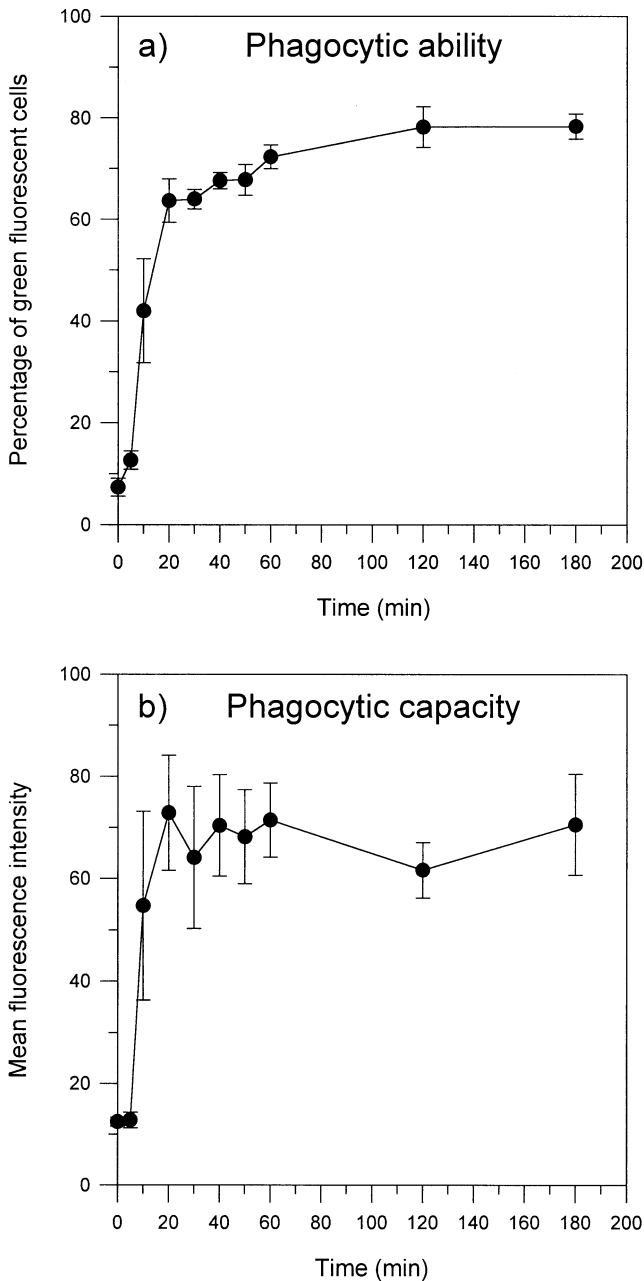 a) Phagocytic ability
100
80
60
40
20
0
Percentage of green fluorescent cells
0 20 40 60 80 100 120 140 160 180 200
Time (min)
b) Phagocytic capacity
100
80
60
40
20
0
Mean fluorescence intensity
0 20 40 60 80 100 120 140 160 180 200
Time (min)